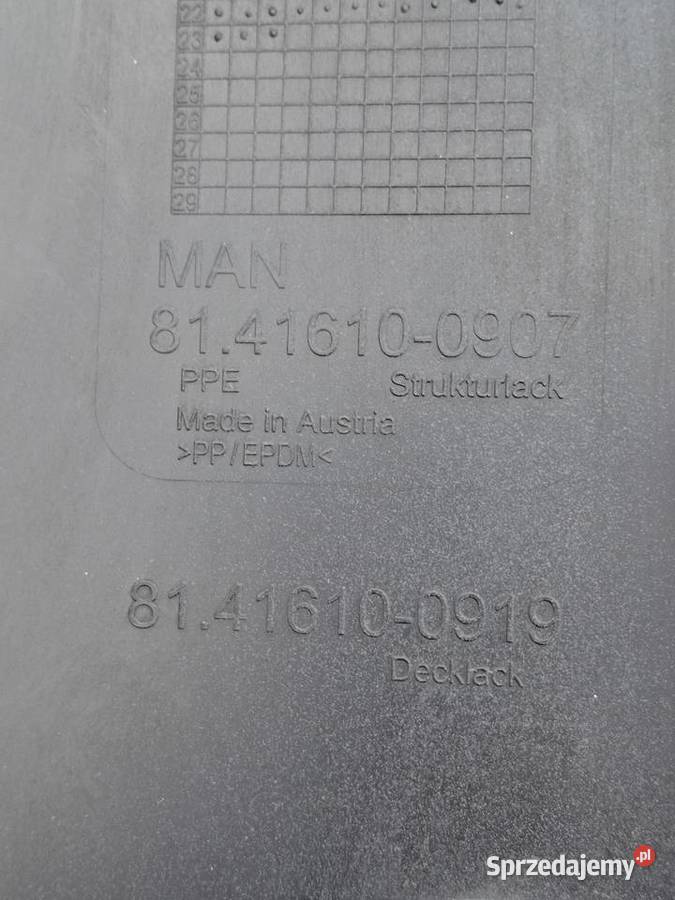 22
23
24
25
26
27
28
29
MAN
81.41610-0907
PPE Strukturlack
Made in Austria
>PP/EPDM<
81.41610-0919
Decklack
Sprzedajemy.pl